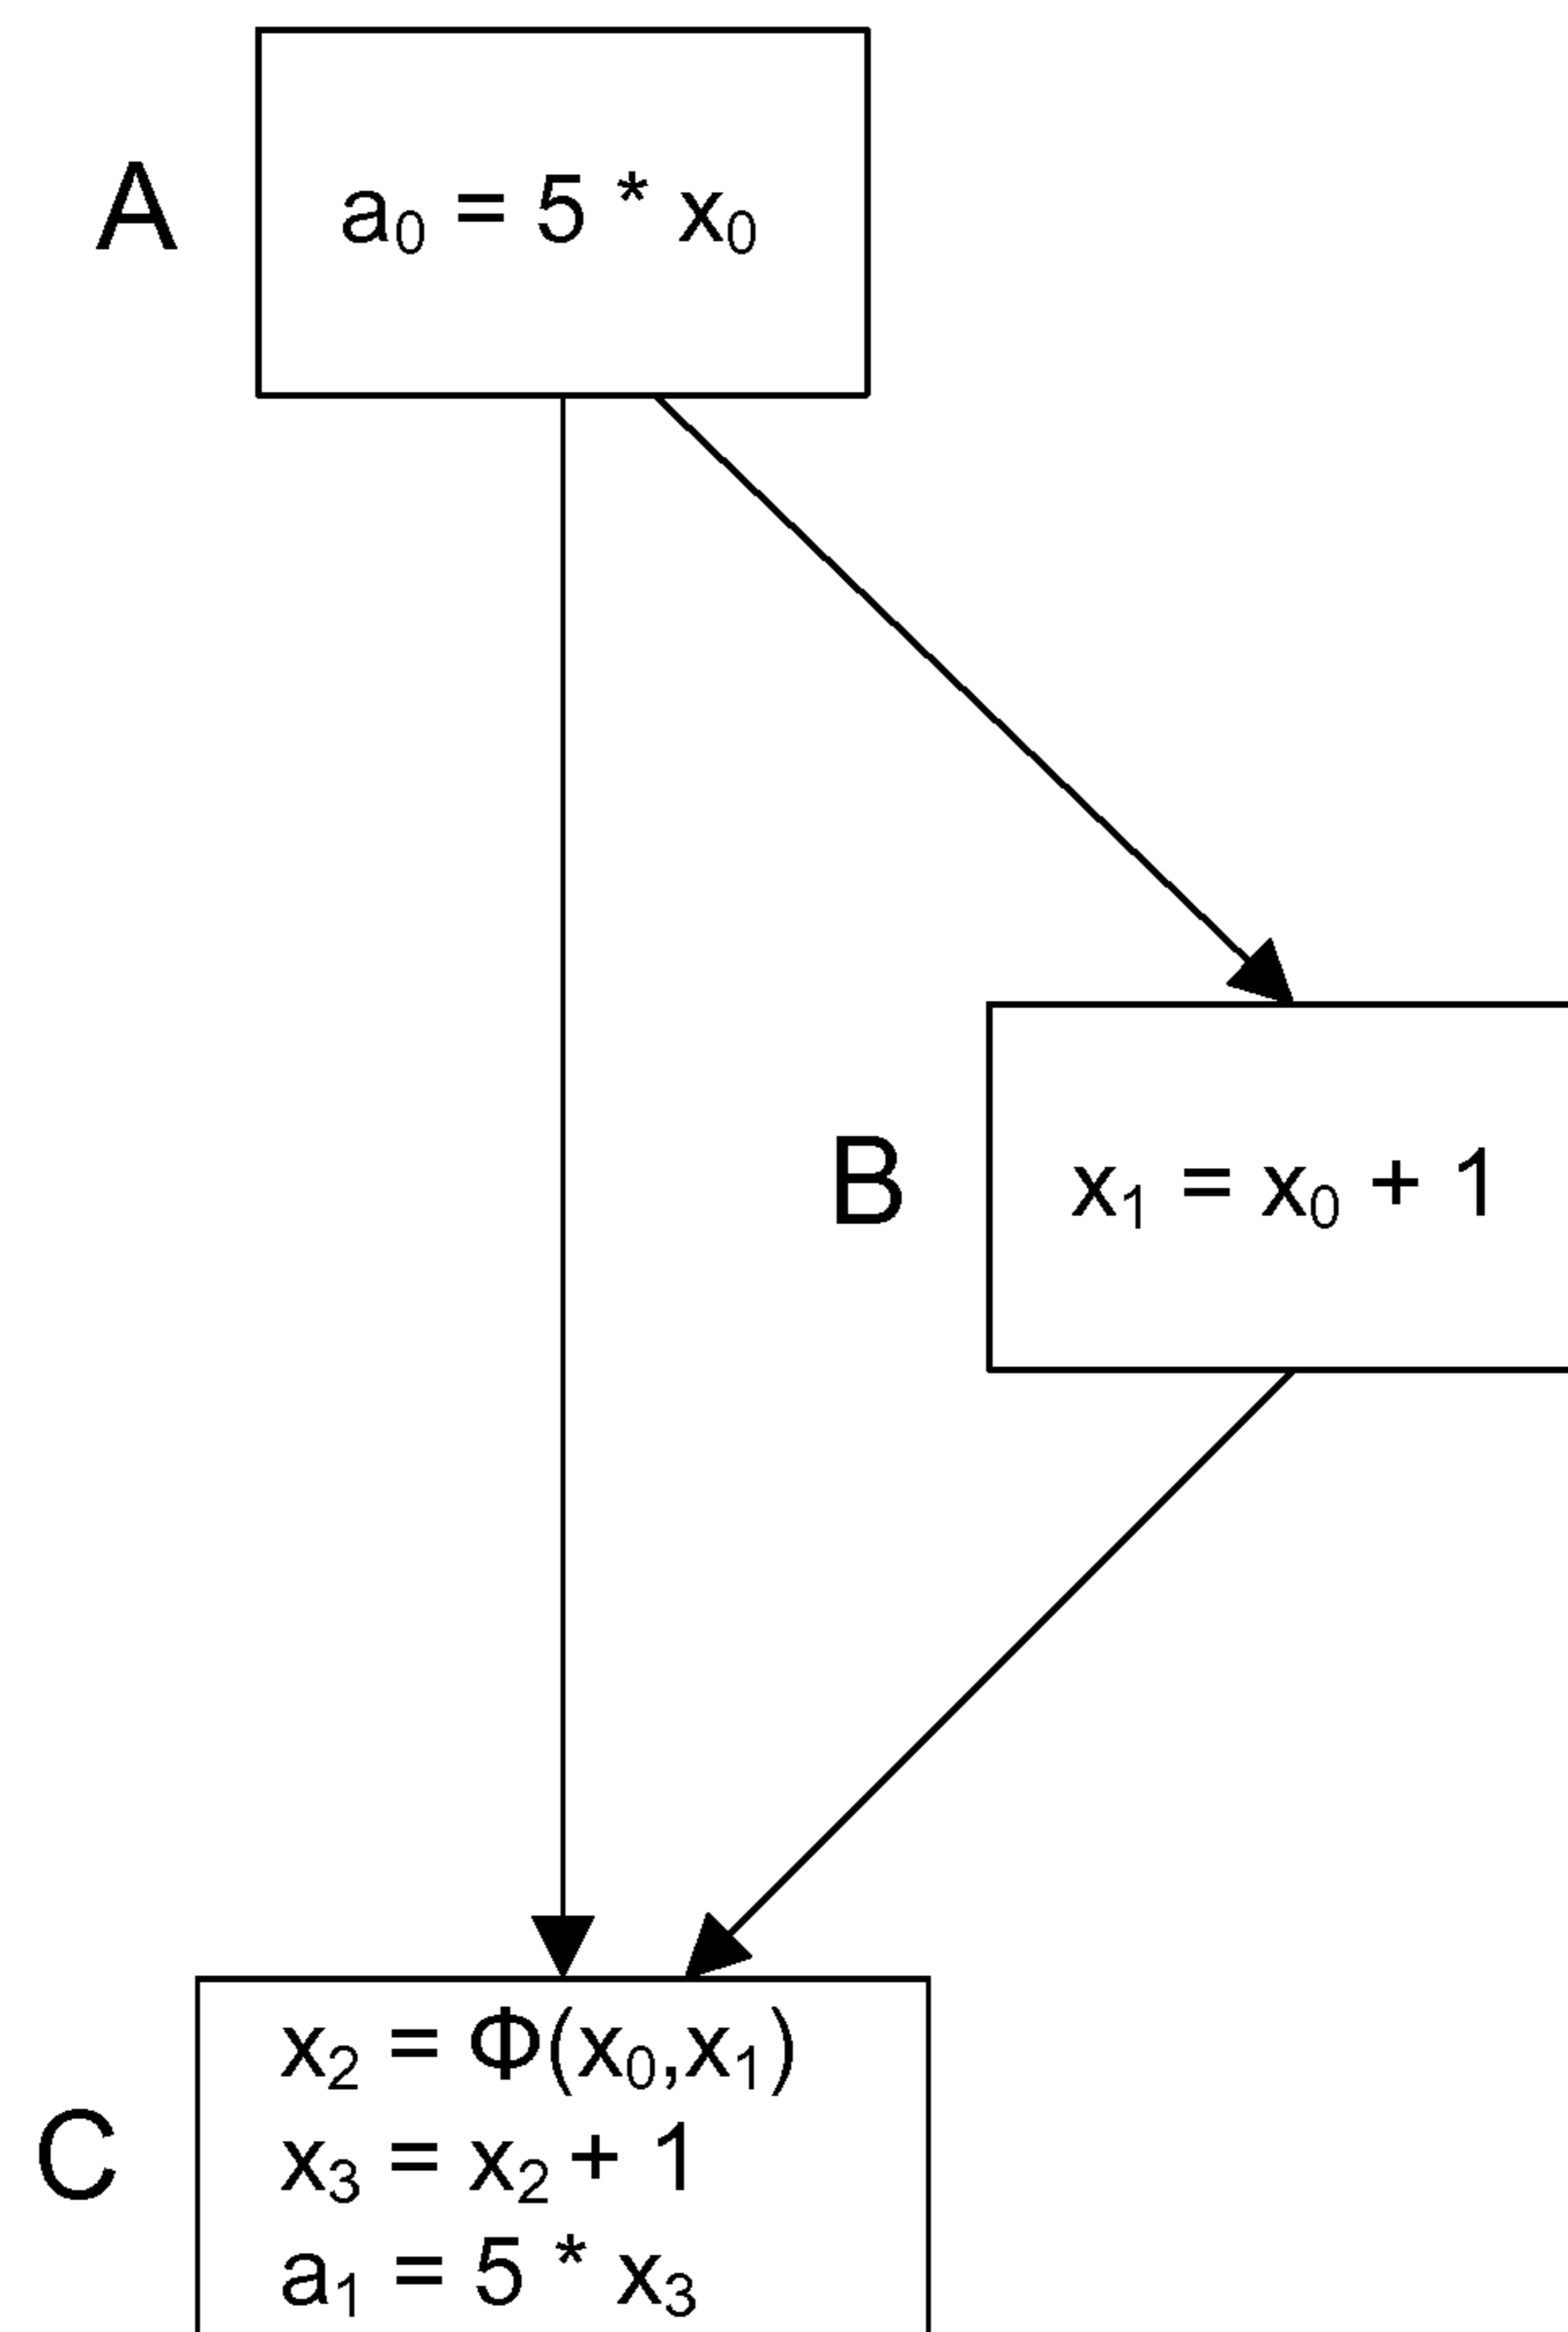 A
a₀ = 5 * x₀
B
x₁ = x₀ + 1
C
x₂ = Φ(x₀,x₁)
x₃ = x₂ + 1
a₁ = 5 * x₃